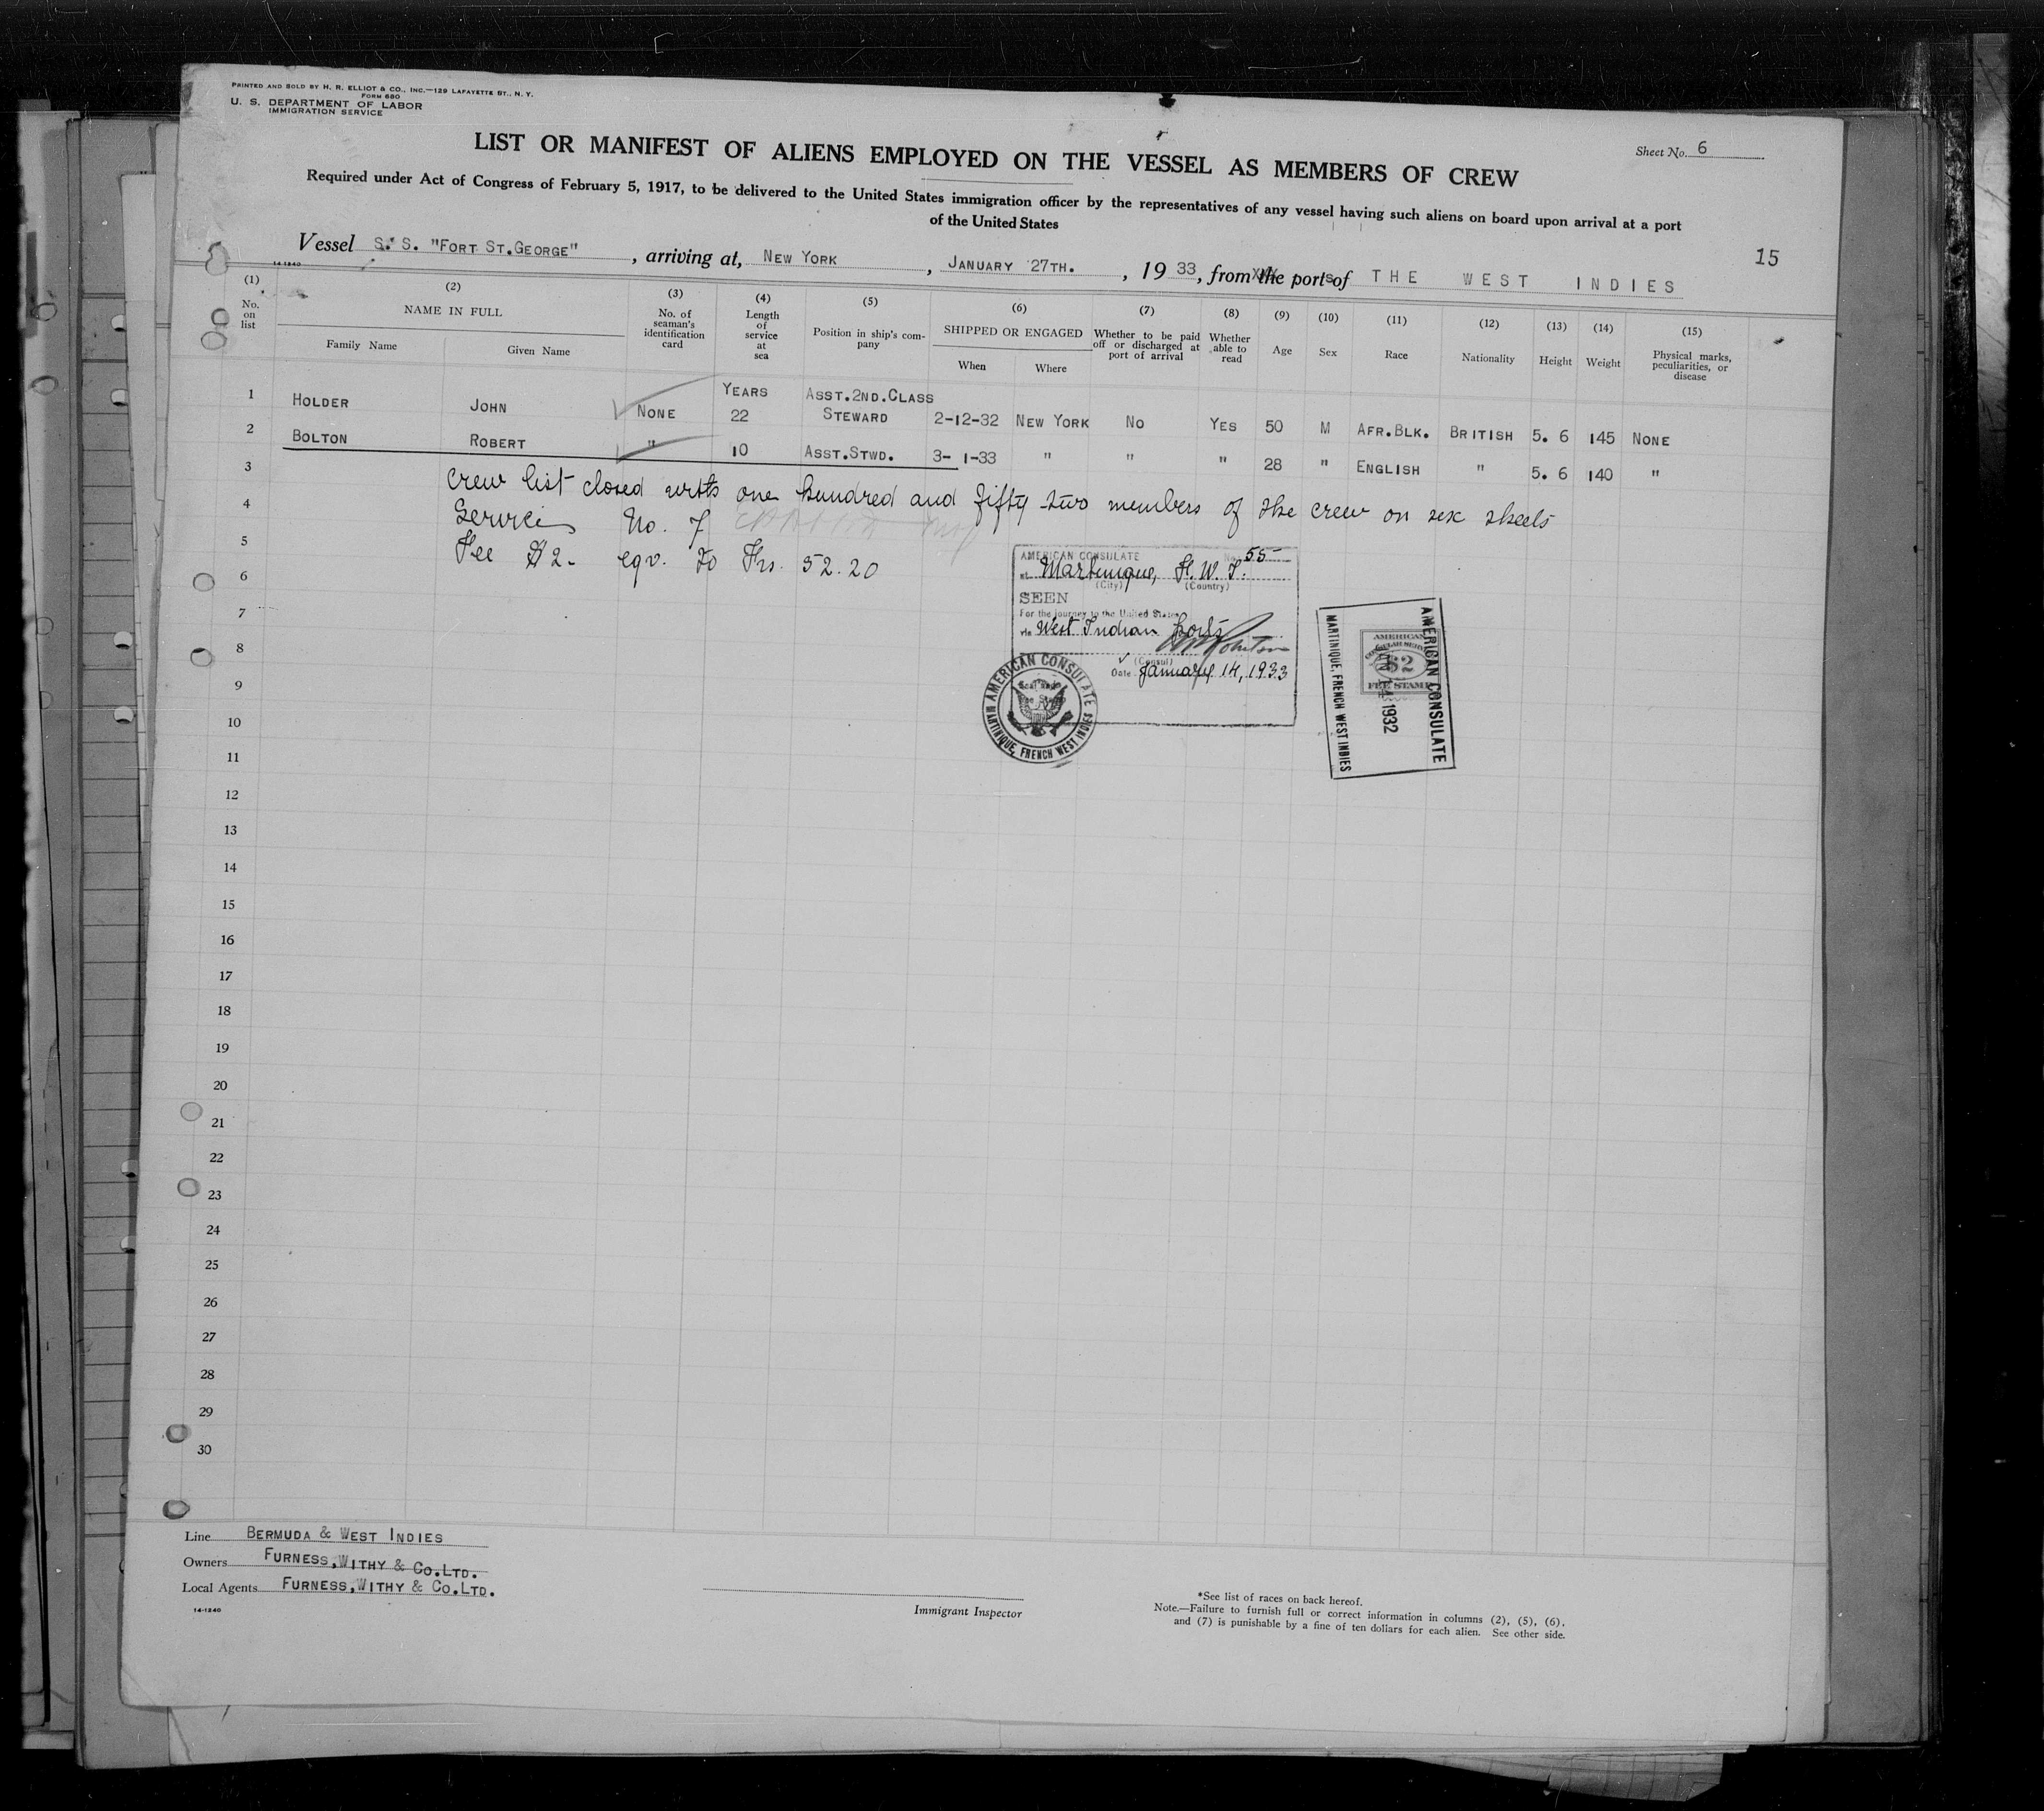 PRINTED AND SOLD BY H. R. ELLIOT & CO., INC.—129 LAFAYETTE ST., N. Y.
FORM 680
U. S. DEPARTMENT OF LABOR
IMMIGRATION SERVICE
Sheet No. 6
LIST OR MANIFEST OF ALIENS EMPLOYED ON THE VESSEL AS MEMBERS OF CREW
Required under Act of Congress of February 5, 1917, to be delivered to the United States immigration officer by the representatives of any vessel having such aliens on board upon arrival at a port
of the United States
15
Vessel S. S. "FORT ST.GEORGE", arriving at, NEW YORK, JANUARY 27TH., 1933, from the ports of THE WEST INDIES
14-1240
(1) (2) (3) (4) (5) (6) (7) (8) (9) (10) (11) (12) (13) (14) (15)
No. on list
NAME IN FULL
Family Name Given Name
No. of seaman's identification card
Length of service at sea
Position in ship's company
SHIPPED OR ENGAGED
When Where
Whether to be paid off or discharged at port of arrival
Whether able to read
Age
Sex
Race
Nationality
Height
Weight
Physical marks, peculiarities, or disease
YEARS ASST.2ND.CLASS
1 HOLDER JOHN NONE 22 STEWARD 2-12-32 NEW YORK NO YES 50 M AFR.BLK. BRITISH 5. 6 145 NONE
2 BOLTON ROBERT " 10 ASST.STWD. 3- 1-33 " " " 28 " ENGLISH " 5. 6 140 "
3 Crew list closed with one hundred and fifty-two members of the crew on six sheets
4 Services No. 7
5 Fee $2- eqv. to Frs. 52.20
6
7
8
9
10
11
12
13
14
15
16
17
18
19
20
21
22
23
24
25
26
27
28
29
30
AMERICAN CONSULATE No. 55
at Martinique, F.W.I.
(City) (Country)
SEEN
For the journey to the United States
via West Indian ports
(Consul)
Date January 14, 1933
AMERICAN CONSULATE
MARTINIQUE, FRENCH WEST INDIES
AMERICAN CONSULATE
AMERICAN
CONSULAR SERVICE
$2
FEE STAMP
14 1932
MARTINIQUE, FRENCH WEST INDIES
Line BERMUDA & WEST INDIES
Owners FURNESS,WITHY & CO.LTD.
Local Agents FURNESS,WITHY & CO.LTD.
14-1240
Immigrant Inspector
*See list of races on back hereof.
Note.—Failure to furnish full or correct information in columns (2), (5), (6),
and (7) is punishable by a fine of ten dollars for each alien. See other side.